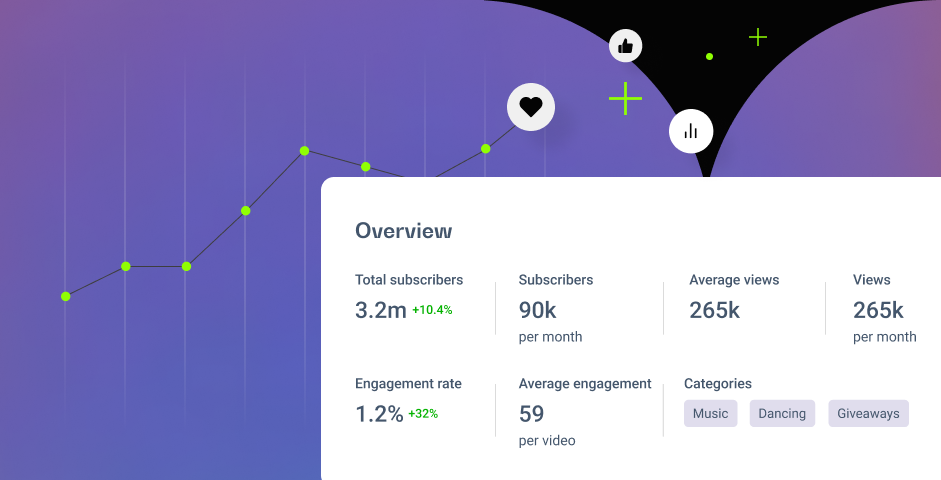 Overview
Total subscribers
3.2m +10.4%
Subscribers
90k
per month
Average views
265k
Views
265k
per month
Engagement rate
1.2% +32%
Average engagement
59
per video
Categories
Music Dancing Giveaways